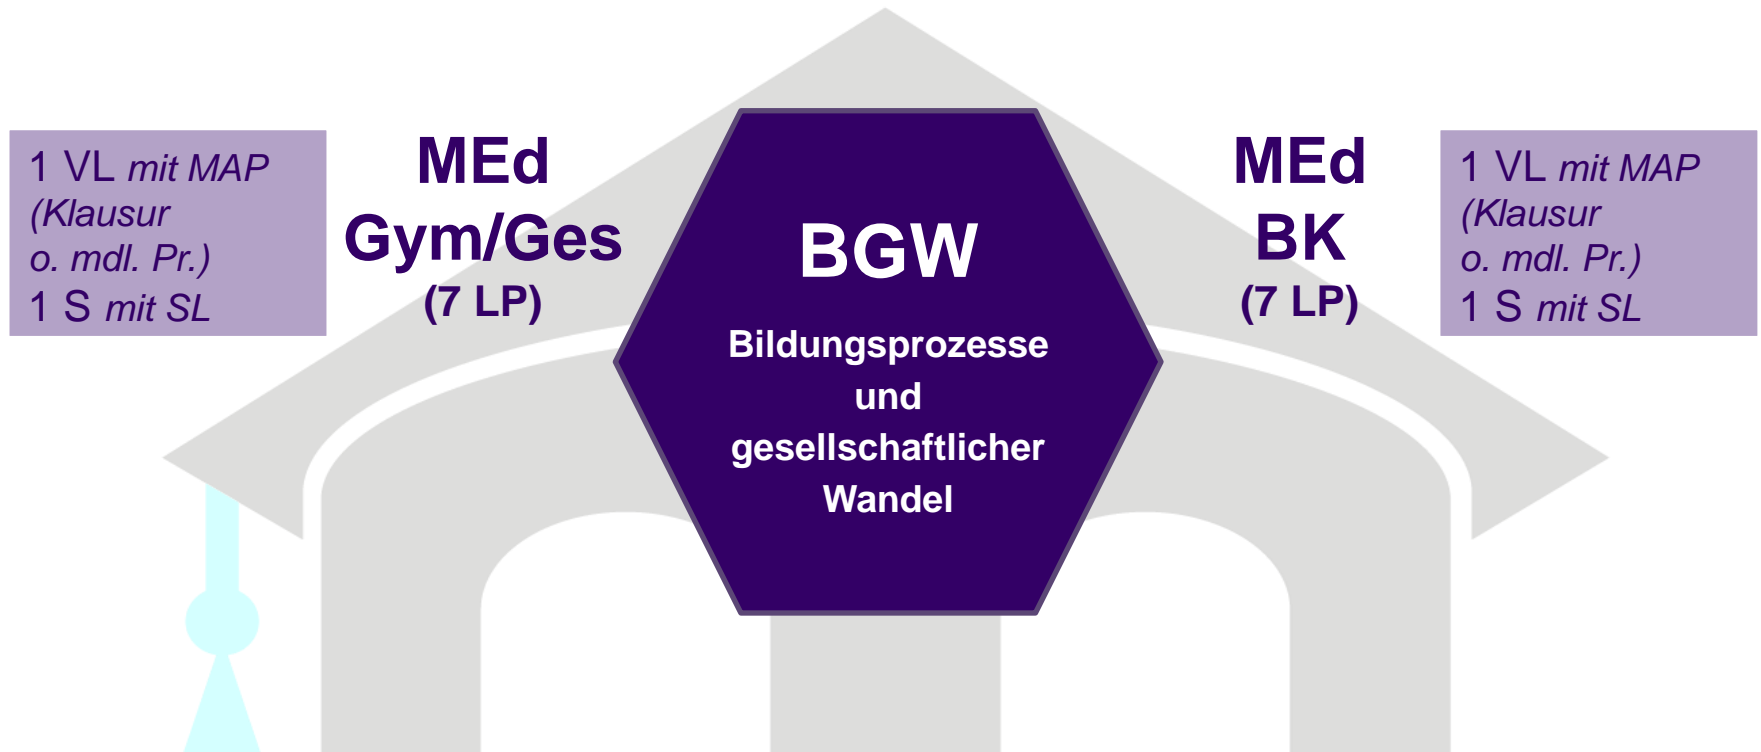 1 VL mit MAP
(Klausur
o. mdl. Pr.)
1 S mit SL
MEd
Gym/Ges
(7 LP)
BGW
Bildungsprozesse
und
gesellschaftlicher
Wandel
MEd
BK
(7 LP)
1 VL mit MAP
(Klausur
o. mdl. Pr.)
1 S mit SL